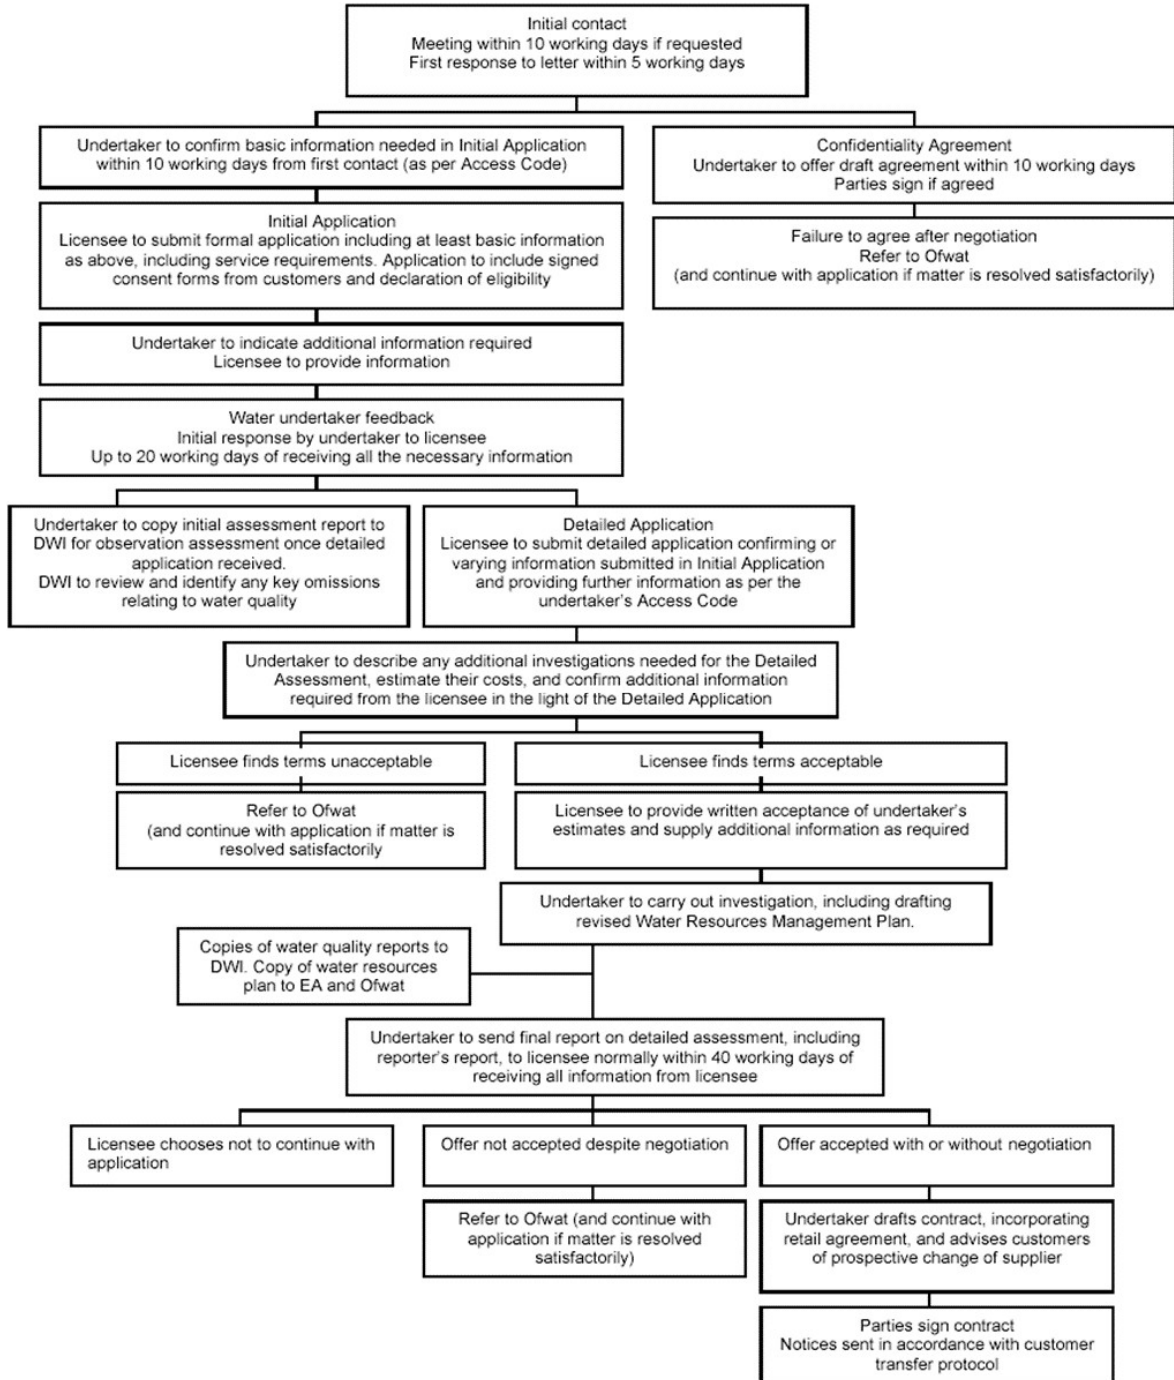 Initial contact
Meeting within 10 working days if requested
First response to letter within 5 working days
Undertaker to confirm basic information needed in Initial Application
within 10 working days from first contact (as per Access Code)
Confidentiality Agreement
Undertaker to offer draft agreement within 10 working days
Parties sign if agreed
Initial Application
Licensee to submit formal application including at least basic information
as above, including service requirements. Application to include signed
consent forms from customers and declaration of eligibility
Failure to agree after negotiation
Refer to Ofwat
(and continue with application if matter is resolved satisfactorily)
Undertaker to indicate additional information required
Licensee to provide information
Water undertaker feedback
Initial response by undertaker to licensee
Up to 20 working days of receiving all the necessary information
Undertaker to copy initial assessment report to
DWI for observation assessment once detailed
application received.
DWI to review and identify any key omissions
relating to water quality
Detailed Application
Licensee to submit detailed application confirming or
varying information submitted in Initial Application
and providing further information as per the
undertaker's Access Code
Undertaker to describe any additional investigations needed for the Detailed
Assessment, estimate their costs, and confirm additional information
required from the licensee in the light of the Detailed Application
Licensee finds terms unacceptable
Licensee finds terms acceptable
Refer to Ofwat
(and continue with application if matter is
resolved satisfactorily
Licensee to provide written acceptance of undertaker's
estimates and supply additional information as required
Undertaker to carry out investigation, including drafting
revised Water Resources Management Plan.
Copies of water quality reports to
DWI. Copy of water resources
plan to EA and Ofwat
Undertaker to send final report on detailed assessment, including
reporter's report, to licensee normally within 40 working days of
receiving all information from licensee
Licensee chooses not to continue with
application
Offer not accepted despite negotiation
Offer accepted with or without negotiation
Refer to Ofwat (and continue with
application if matter is resolved
satisfactorily)
Undertaker drafts contract, incorporating
retail agreement, and advises customers
of prospective change of supplier
Parties sign contract
Notices sent in accordance with customer
transfer protocol